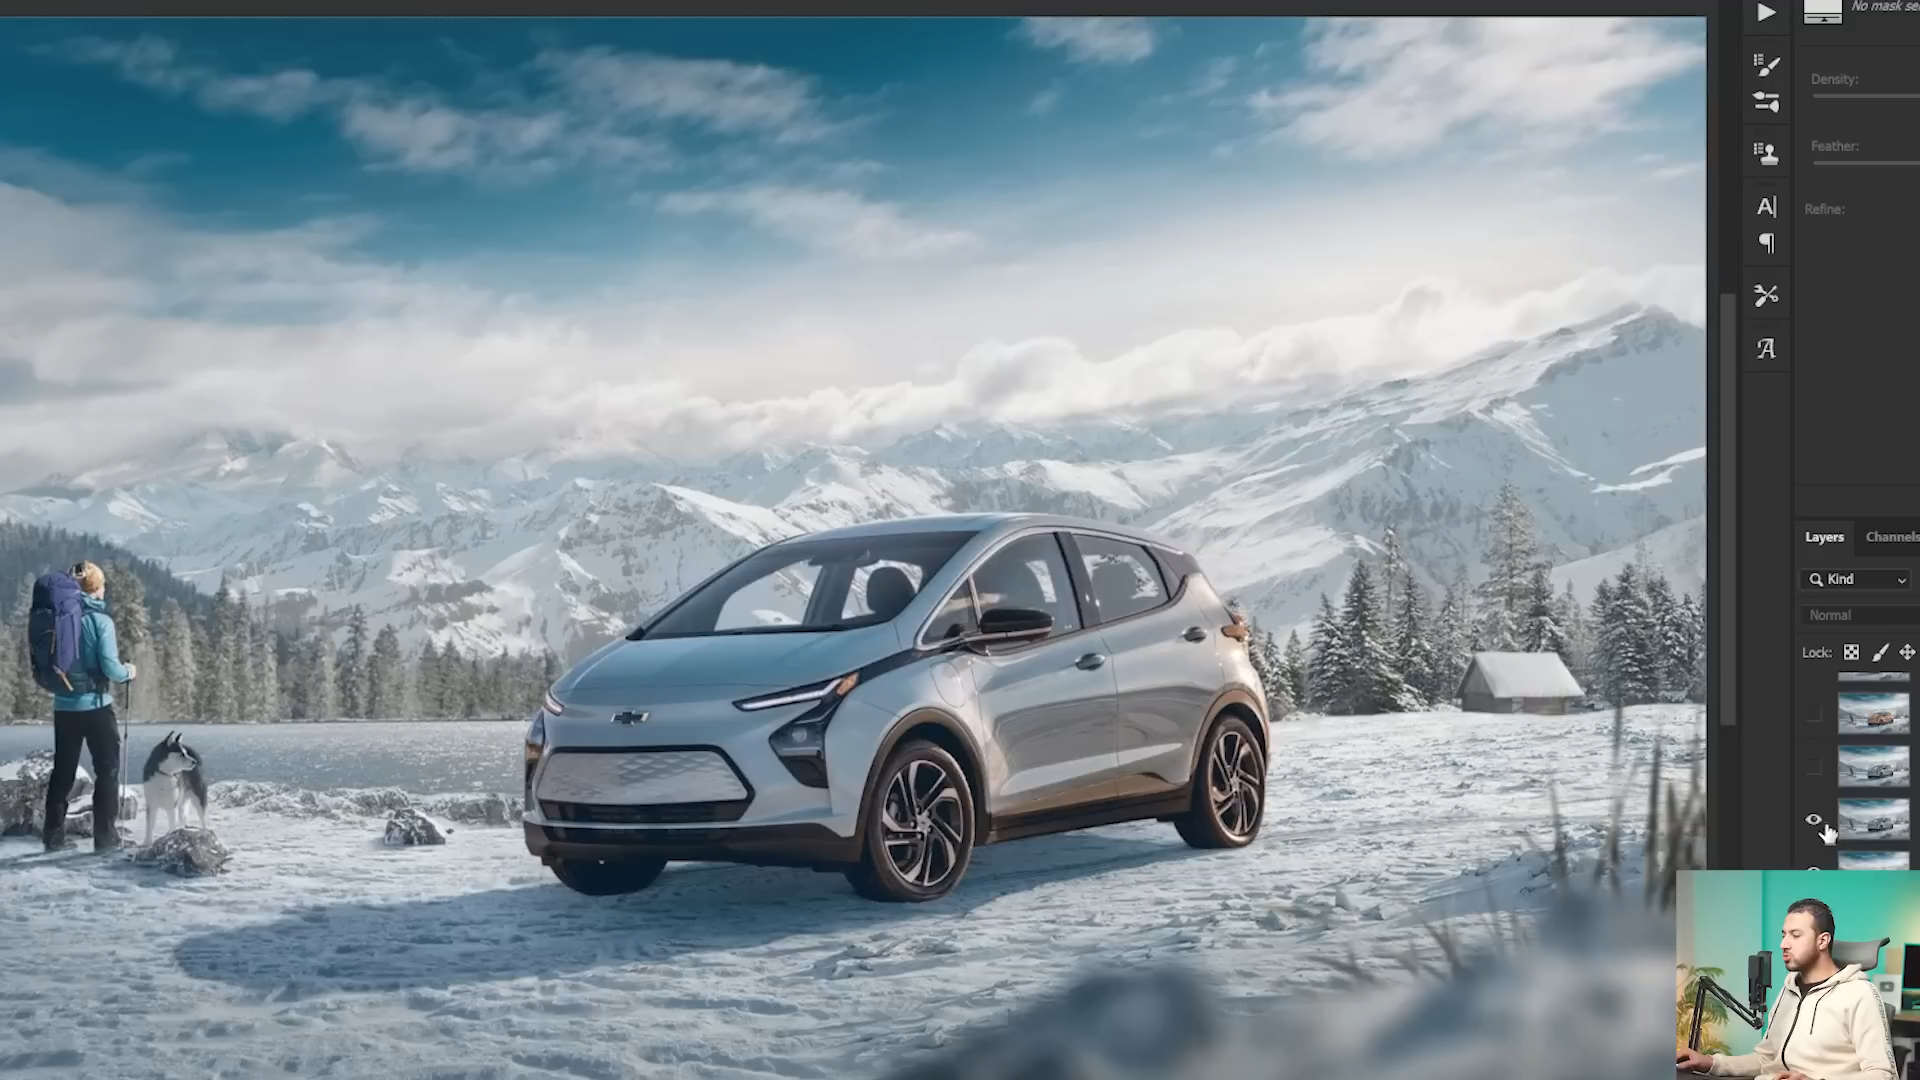 No mask se
Density:
Feather:
Refine:
Layers
Channels
Kind
Normal
Lock: